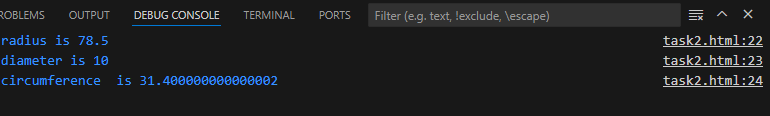 ROBLEMS OUTPUT DEBUG CONSOLE TERMINAL PORTS Filter (e.g. text, !exclude, \escape)
radius is 78.5 task2.html:22
diameter is 10 task2.html:23
circumference  is 31.400000000000002 task2.html:24